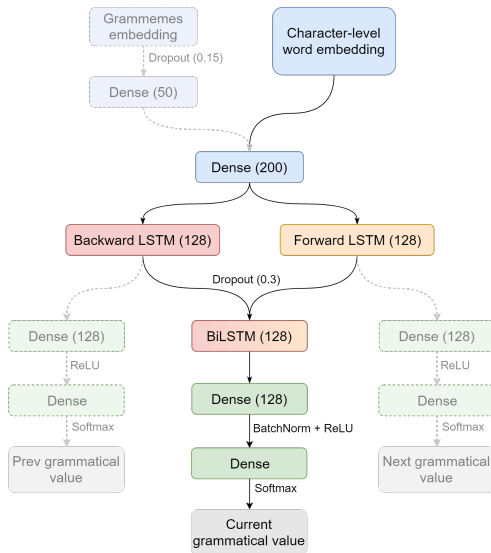 Grammemes
embedding
Character-level
word embedding
Dropout (0.15)
Dense (50)
Dense (200)
Backward LSTM (128)
Forward LSTM (128)
Dropout (0.3)
Dense (128)
BiLSTM (128)
Dense (128)
ReLU
ReLU
Dense
Dense (128)
Dense
BatchNorm + ReLU
Softmax
Softmax
Prev grammatical
value
Dense
Next grammatical
value
Softmax
Current
grammatical value